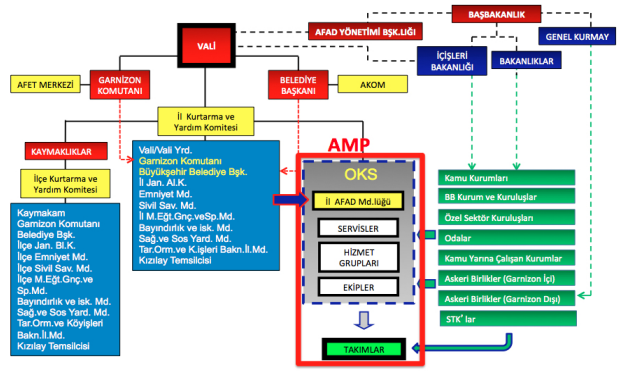 BAŞBAKANLIK
AFAD YÖNETİMİ BŞK.LIĞI
GENEL KURMAY
VALİ
İÇİŞLERİ
BAKANLIĞI
BAKANLIKLAR
AFET MERKEZİ
GARNİZON
KOMUTANI
BELEDİYE
BAŞKANI
AKOM
İl Kurtarma ve
Yardım Komitesi
KAYMAKLIKLAR
İlçe Kurtarma ve
Yardım Komitesi
Kaymakam
Garnizon Komutanı
Belediye Bşk.
İlçe Jan. Bl.K.
İlçe Emniyet Md.
İlçe Sivil Sav. Md.
İlçe M.Eğt.Gnç.ve
Sp.Md.
Bayındırlık ve isk. Md.
Sağ.ve Sos Yard. Md.
Tar.Orm.ve Köyişleri
Bakn.İl.Md.
Kızılay Temsilcisi
Vali/Vali Yrd.
Garnizon Komutanı
Büyükşehir Belediye Bşk.
İl Jan. Al.K.
Emniyet Md.
Sivil Sav. Md.
İl M.Eğt.Gnç.veSp.Md.
Bayındırlık ve isk. Md.
Sağ.ve Sos Yard. Md.
Tar.Orm.ve K.işleri Bakn.İl.Md.
Kızılay Temsilcisi
AMP
OKS
İl AFAD Md.lüğü
SERVİSLER
HİZMET
GRUPLARI
EKİPLER
TAKIMLAR
Kamu Kurumları
BB Kurum ve Kuruluşlar
Özel Sektör Kuruluşları
Odalar
Kamu Yarına Çalışan Kurumlar
Askeri Birlikler (Garnizon İçi)
Askeri Birlikler (Garnizon Dışı)
STK' lar